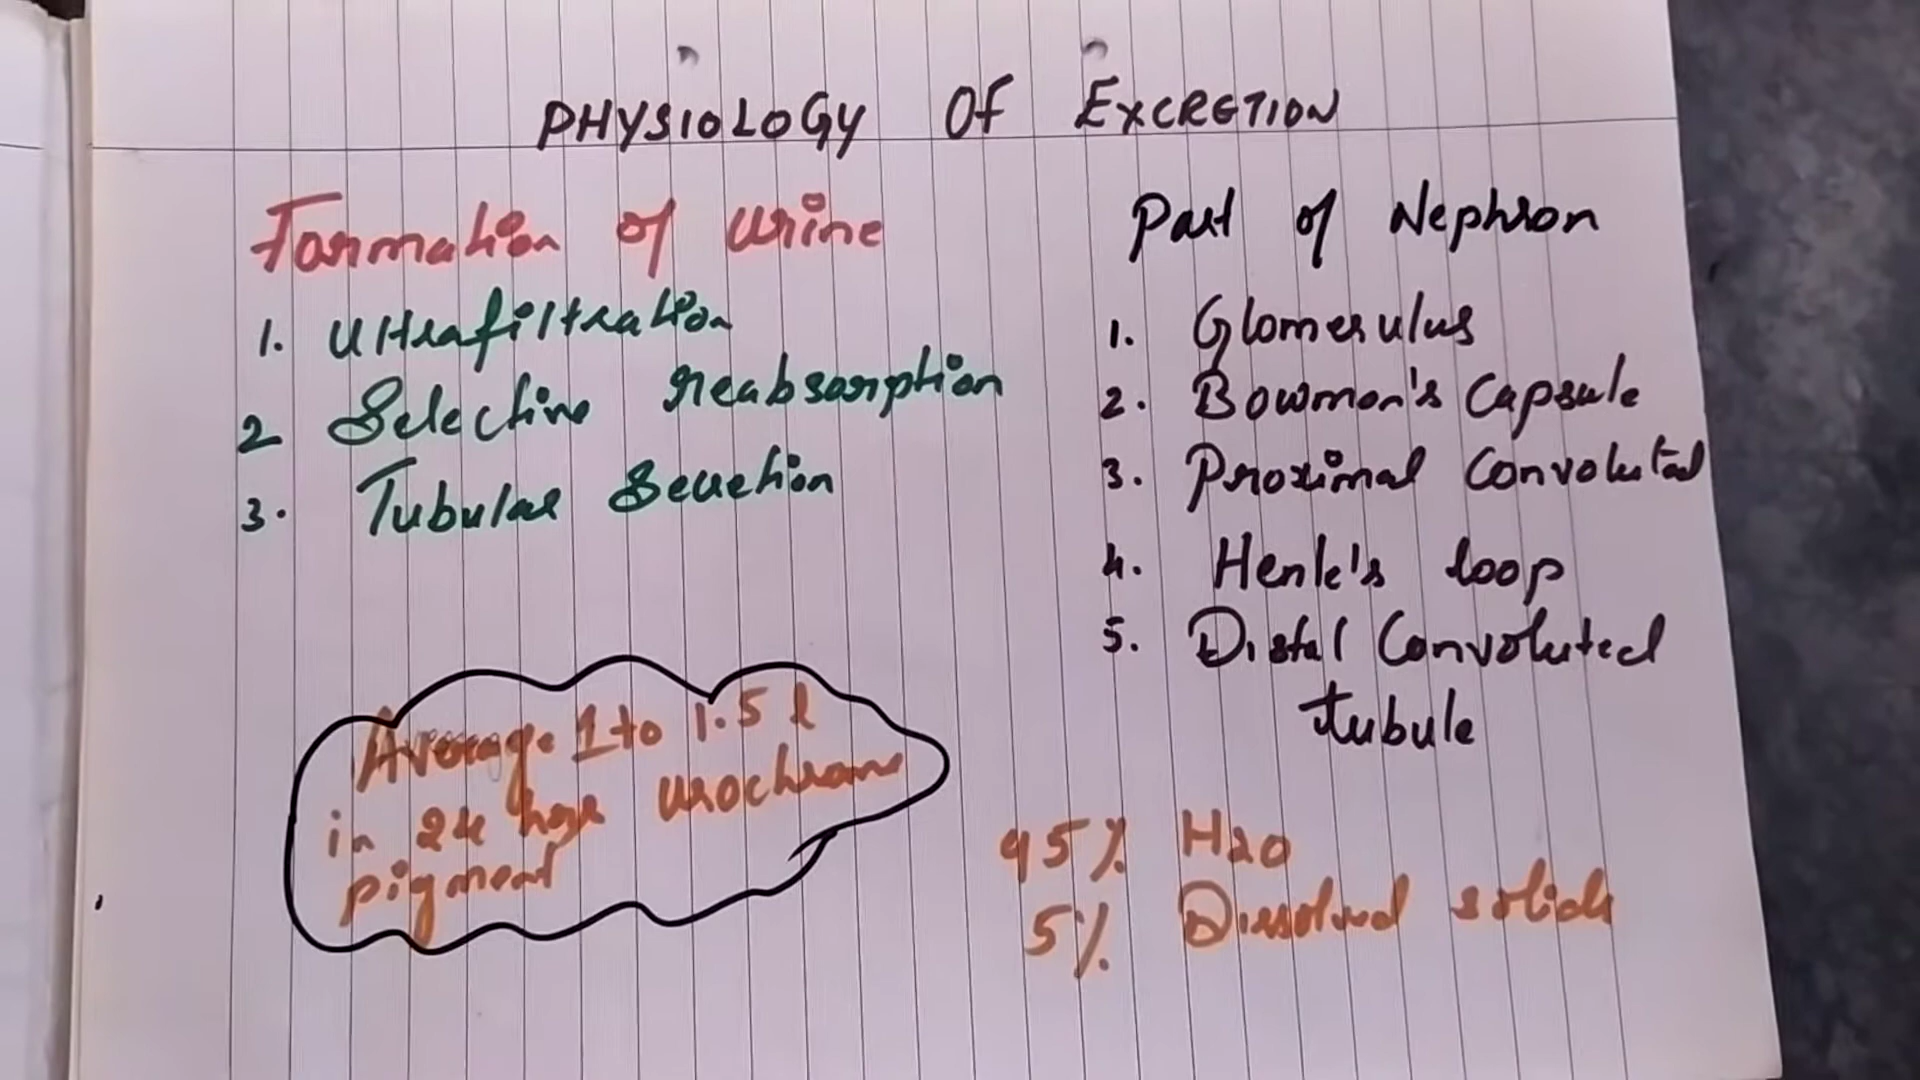 PHYSIOLOGY OF EXCRETION
Formation of urine
1. Ultrafiltration
2 Selective reabsorption
3. Tubular Secretion
Average 1 to 1.5 l
in 24 hrs urochrome
pigment
Part of Nephron
1. Glomerulus
2. Bowman's Capsule
3. Proximal Convoluted
4. Henle's loop
5. Distal Convoluted
tubule
95% H2O
5% Dissolved solids